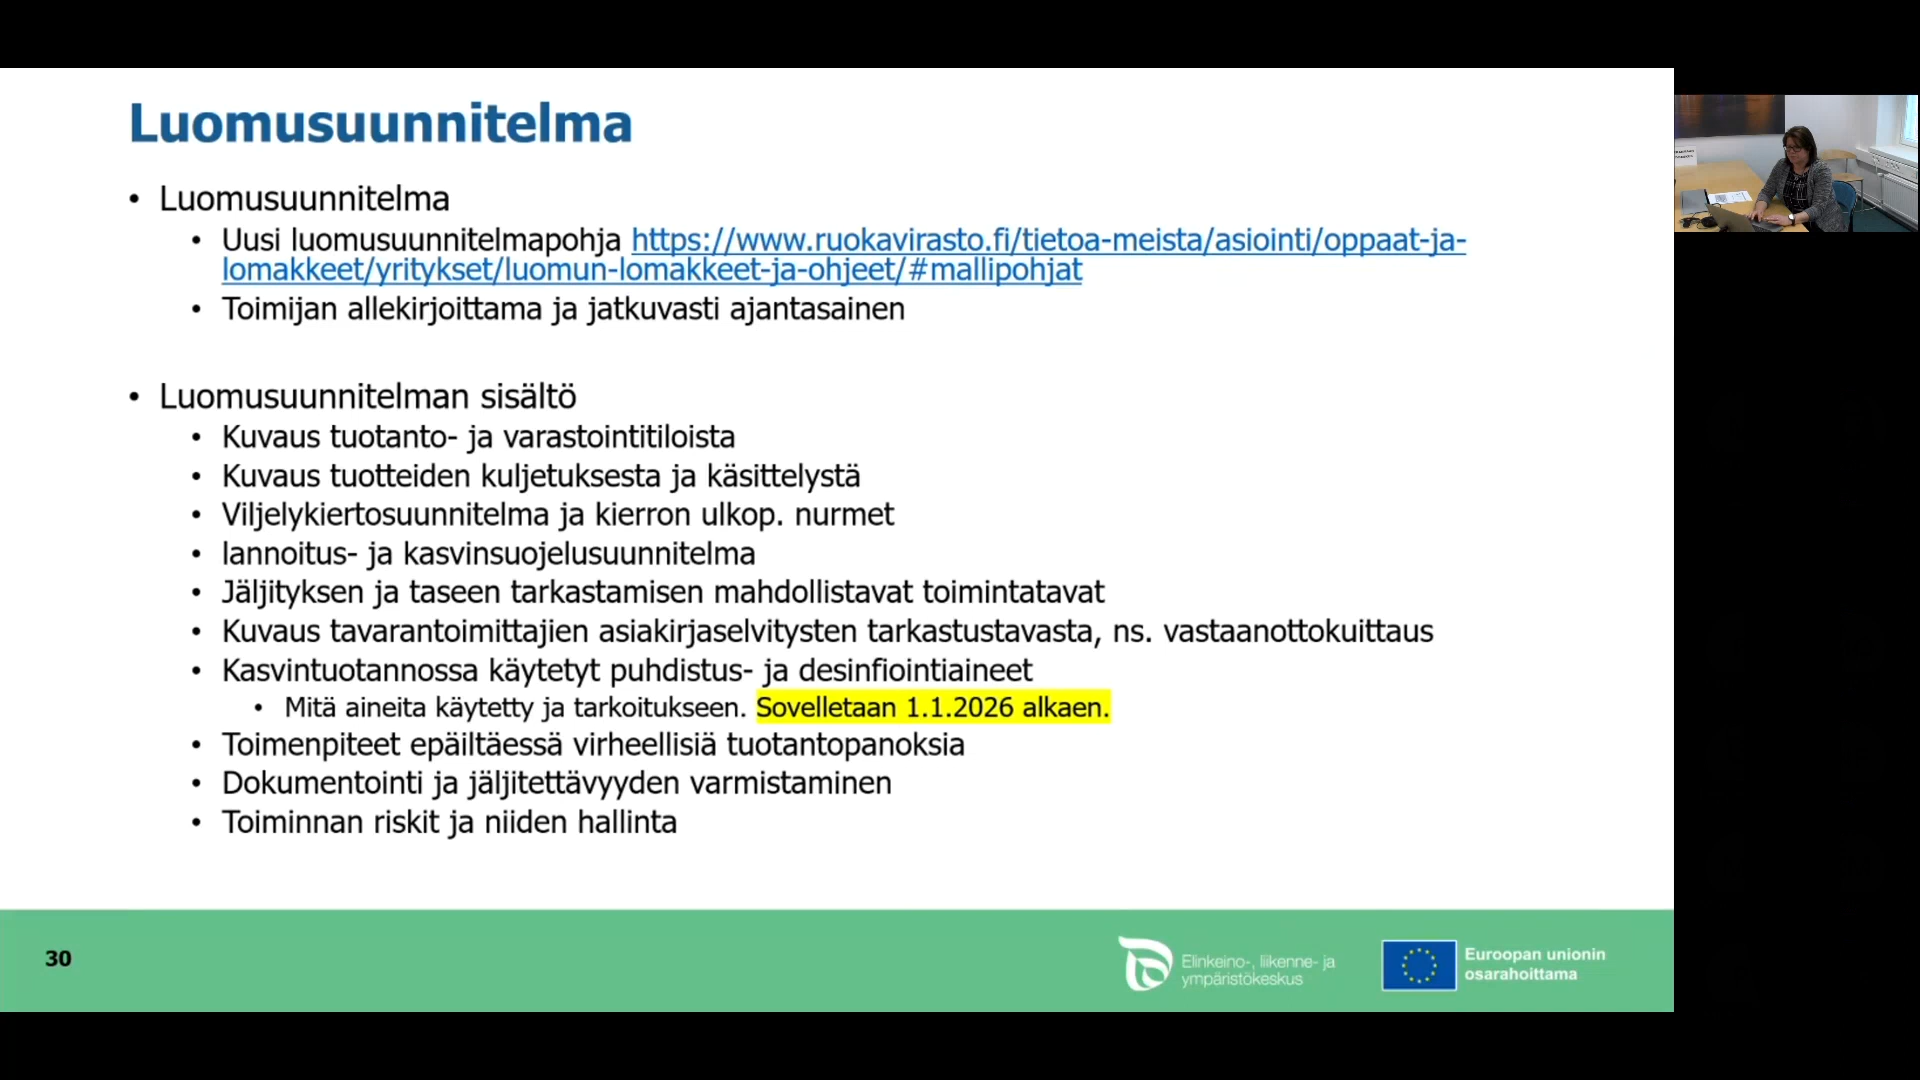 Luomusuunnitelma
• Luomusuunnitelma
• Uusi luomusuunnitelmapohja https://www.ruokavirasto.fi/tietoa-meista/asiointi/oppaat-ja-
lomakkeet/yritykset/luomun-lomakkeet-ja-ohjeet/#mallipohjat
• Toimijan allekirjoittama ja jatkuvasti ajantasainen
• Luomusuunnitelman sisältö
• Kuvaus tuotanto- ja varastointitiloista
• Kuvaus tuotteiden kuljetuksesta ja käsittelystä
• Viljelykiertosuunnitelma ja kierron ulkop. nurmet
• lannoitus- ja kasvinsuojelusuunnitelma
• Jäljityksen ja taseen tarkastamisen mahdollistavat toimintatavat
• Kuvaus tavarantoimittajien asiakirjaselvitysten tarkastustavasta, ns. vastaanottokuittaus
• Kasvintuotannossa käytetyt puhdistus- ja desinfiointiaineet
• Mitä aineita käytetty ja tarkoitukseen. Sovelletaan 1.1.2026 alkaen.
• Toimenpiteet epäiltäessä virheellisiä tuotantopanoksia
• Dokumentointi ja jäljitettävyyden varmistaminen
• Toiminnan riskit ja niiden hallinta
30
Elinkeino-, liikenne- ja
ympäristökeskus
Euroopan unionin
osarahoittama